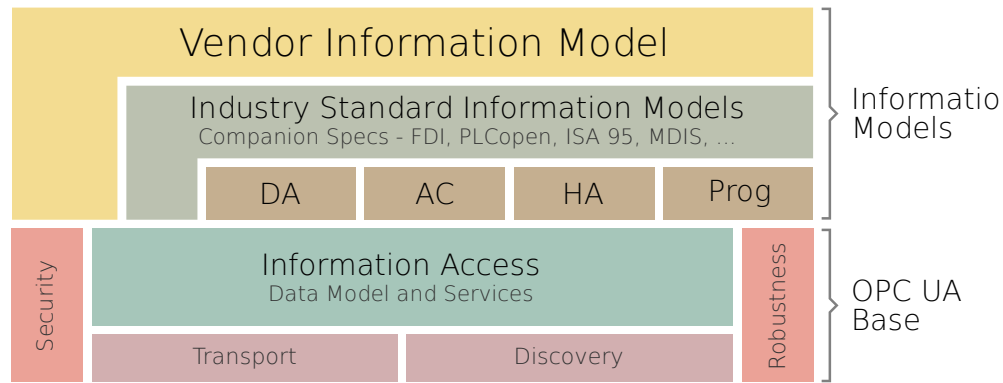 Vendor Information Model
Industry Standard Information Models
Companion Specs - FDI, PLCopen, ISA 95, MDIS, ...
DA
AC
HA
Prog
Informatio
Models
Security
Information Access
Data Model and Services
Robustness
Transport
Discovery
OPC UA
Base